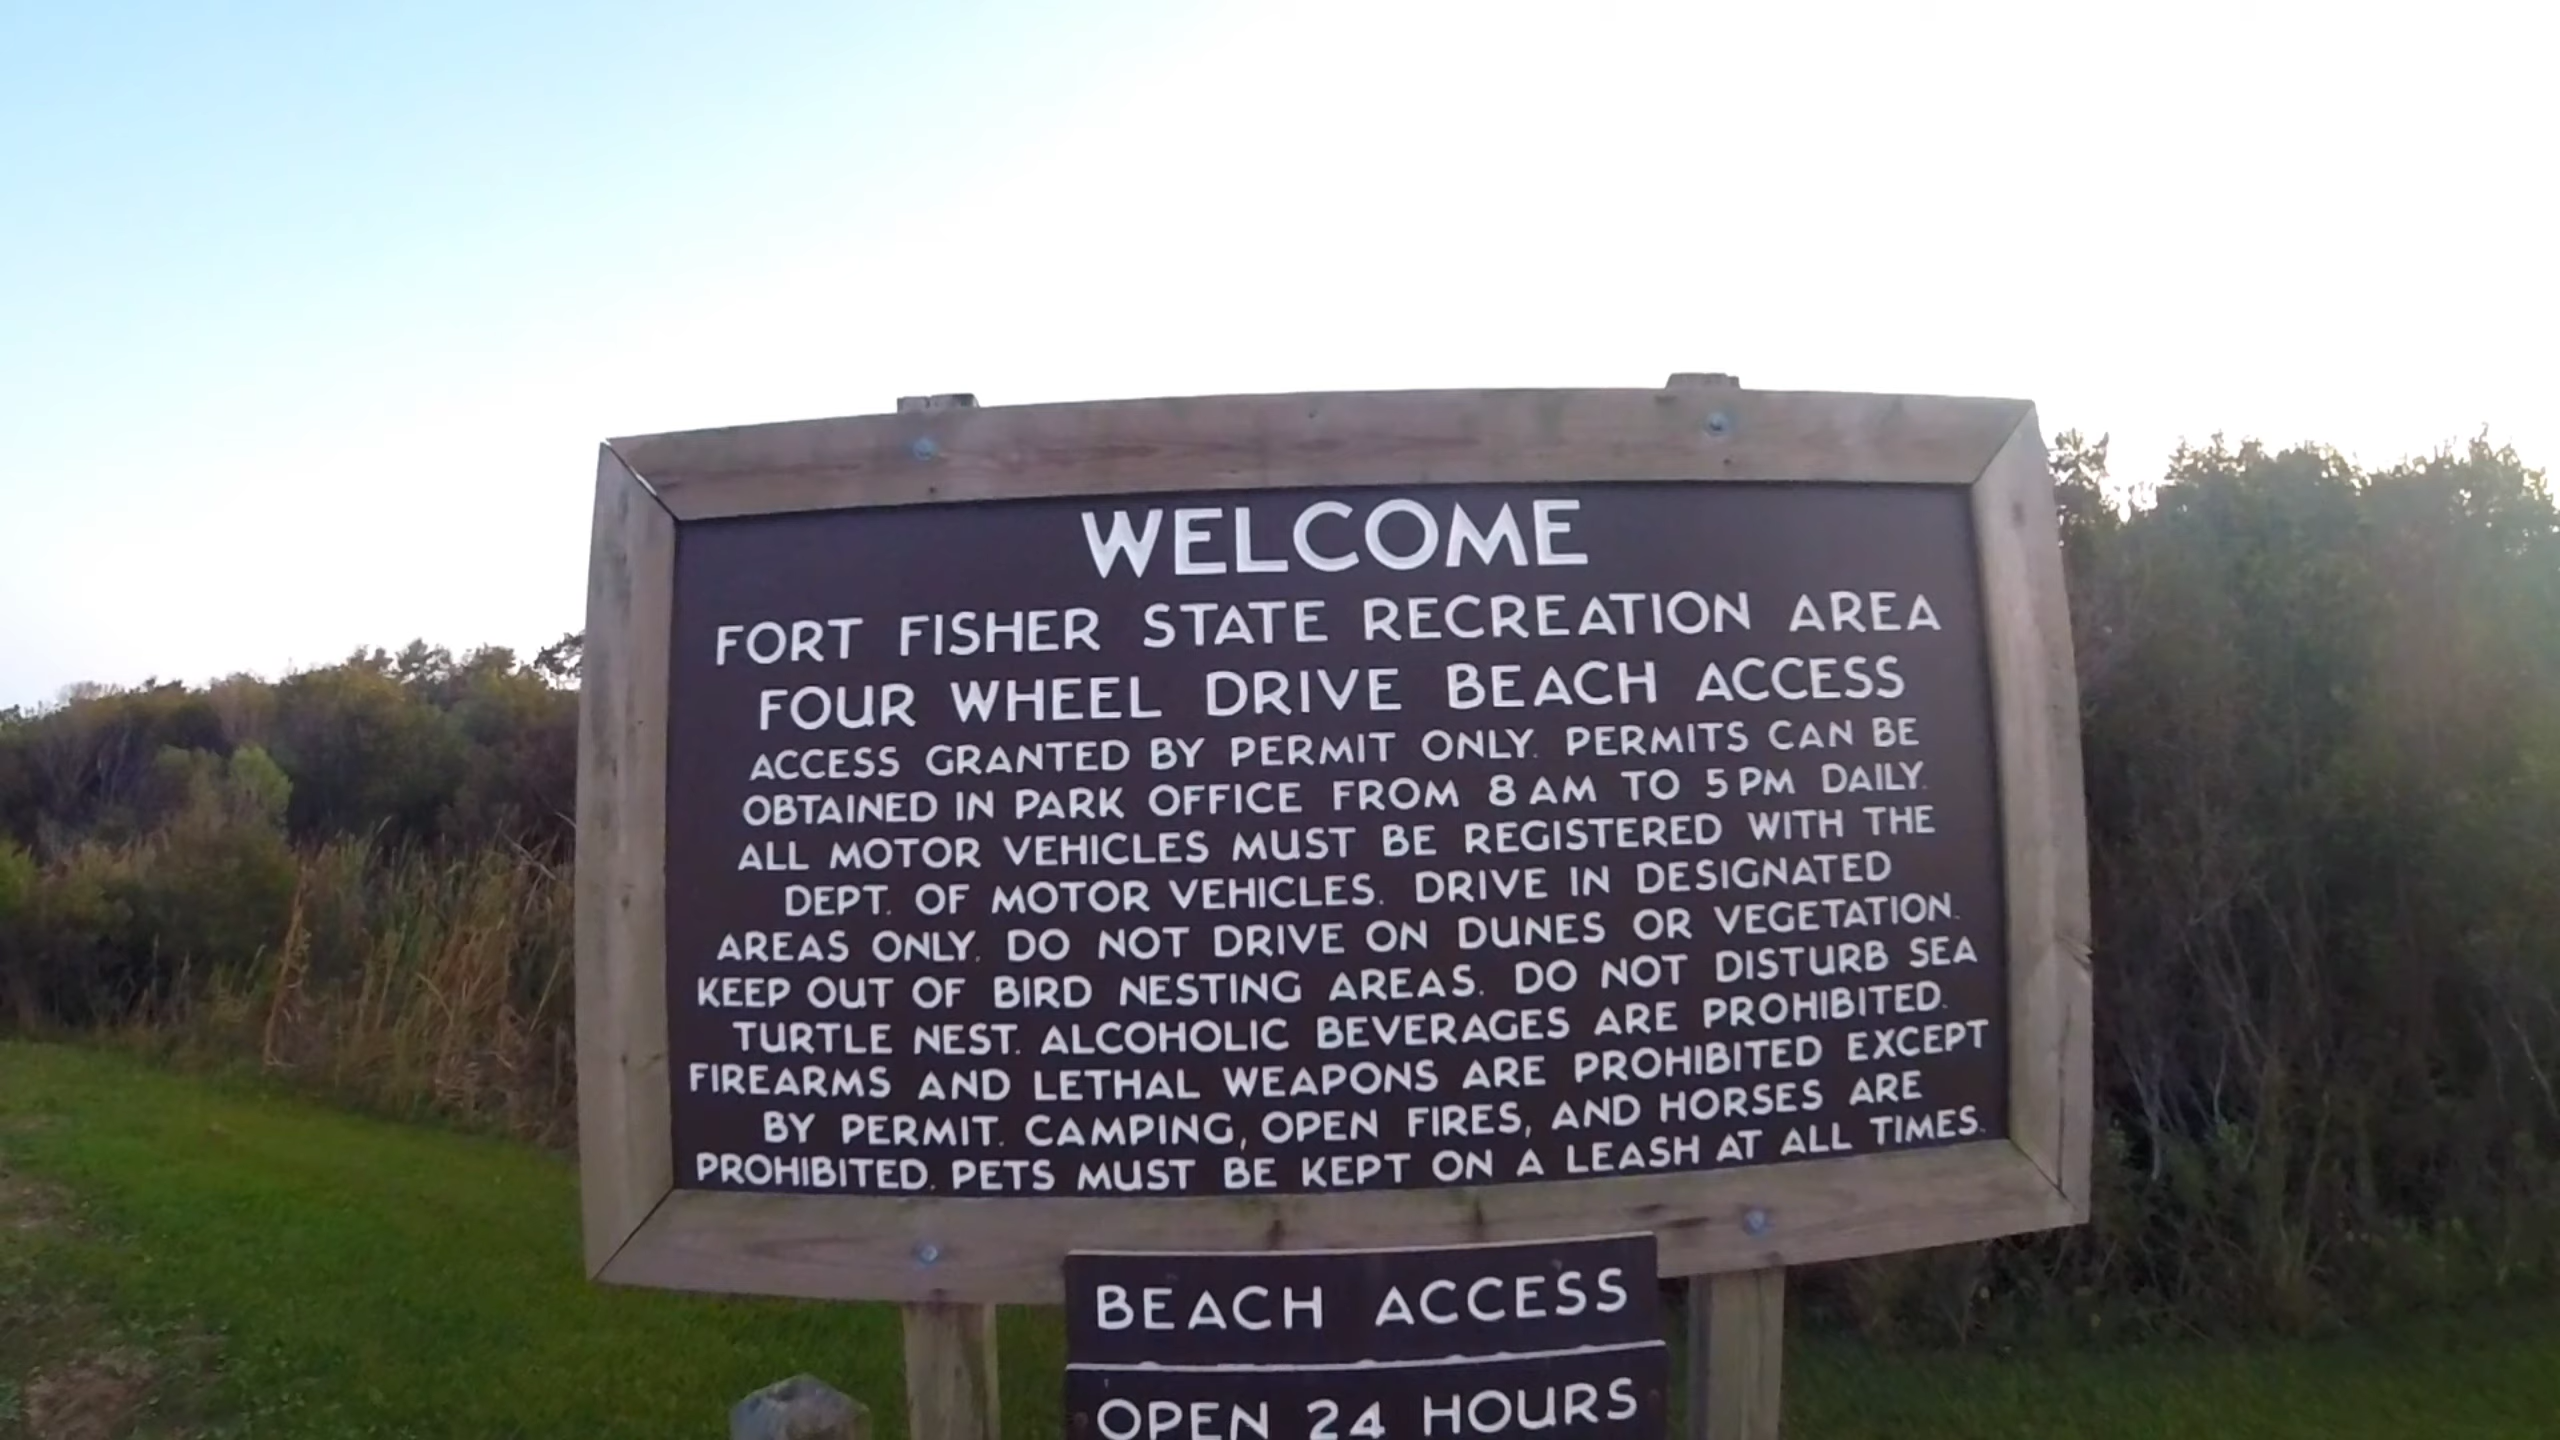 WELCOME
FORT FISHER STATE RECREATION AREA
FOUR WHEEL DRIVE BEACH ACCESS
ACCESS GRANTED BY PERMIT ONLY. PERMITS CAN BE
OBTAINED IN PARK OFFICE FROM 8 AM TO 5 PM DAILY.
ALL MOTOR VEHICLES MUST BE REGISTERED WITH THE
DEPT. OF MOTOR VEHICLES. DRIVE IN DESIGNATED
AREAS ONLY. DO NOT DRIVE ON DUNES OR VEGETATION.
KEEP OUT OF BIRD NESTING AREAS. DO NOT DISTURB SEA
TURTLE NEST. ALCOHOLIC BEVERAGES ARE PROHIBITED.
FIREARMS AND LETHAL WEAPONS ARE PROHIBITED EXCEPT
BY PERMIT. CAMPING, OPEN FIRES, AND HORSES ARE
PROHIBITED. PETS MUST BE KEPT ON A LEASH AT ALL TIMES.
BEACH ACCESS
OPEN 24 HOURS